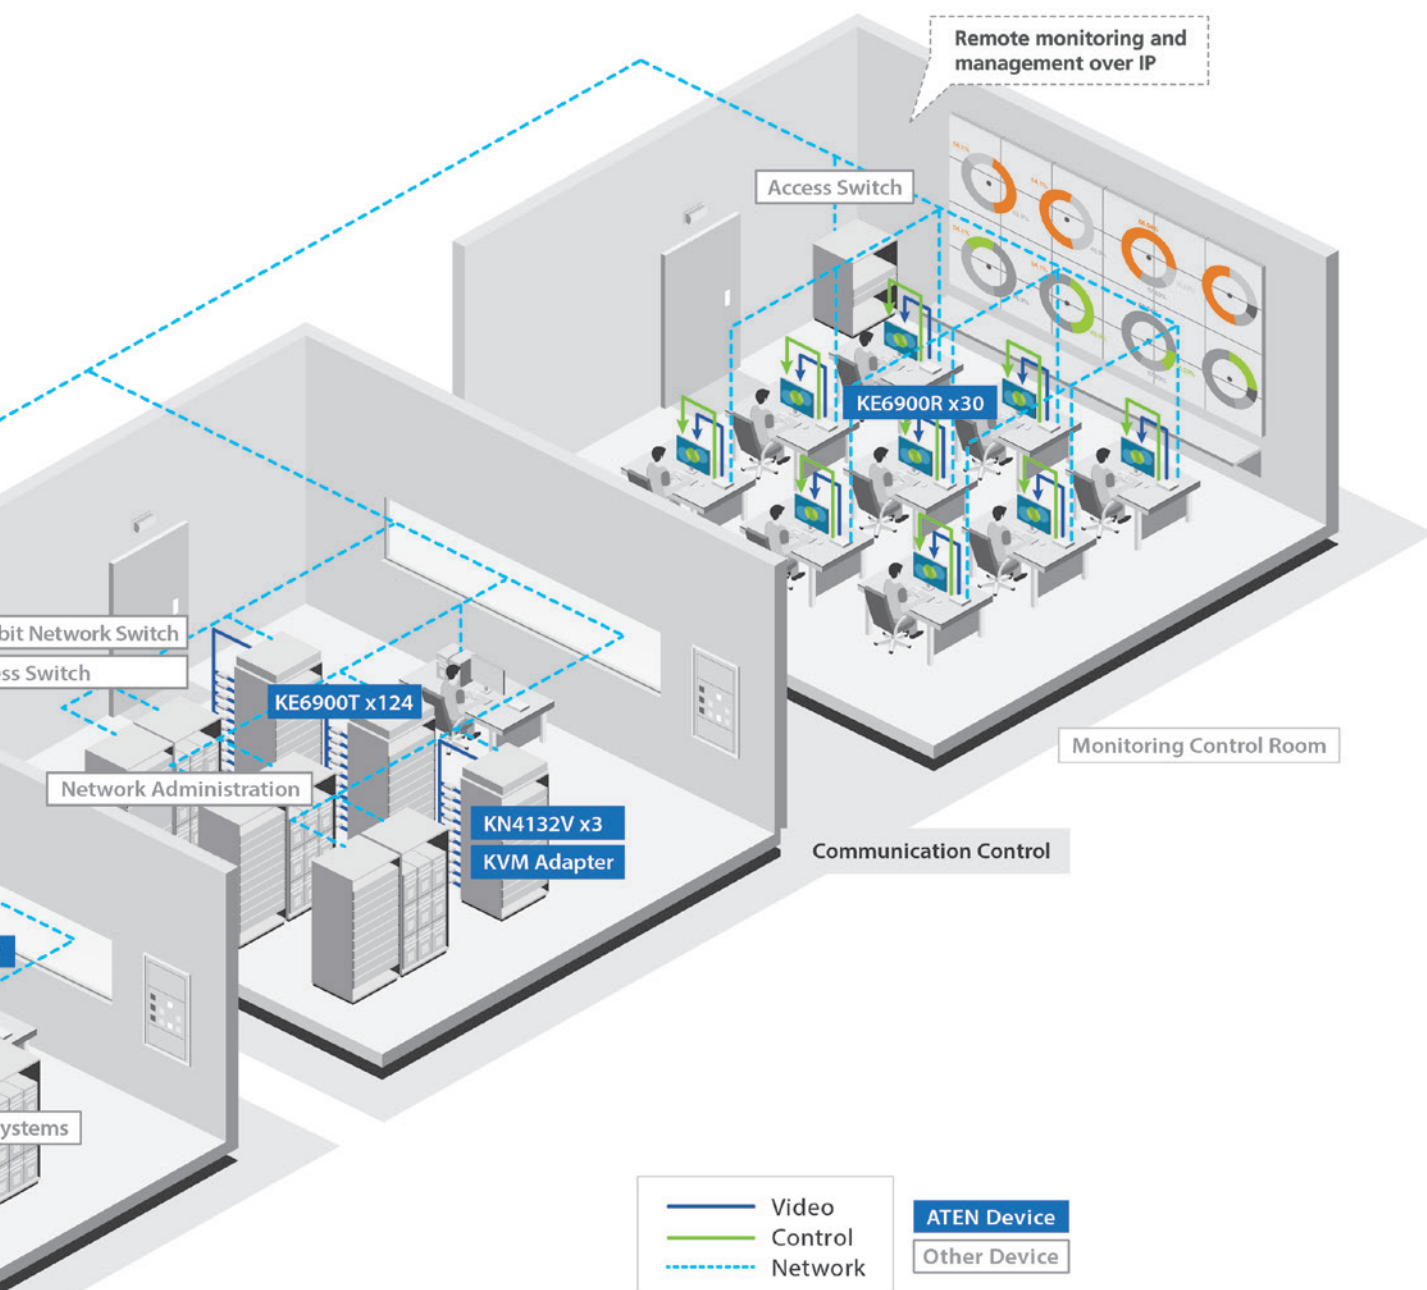 Remote monitoring and
management over IP
Access Switch
KE6900R x30
bit Network Switch
ess Switch
KE6900T x124
Network Administration
KN4132V x3
KVM Adapter
Monitoring Control Room
Communication Control
ystems
Video
Control
Network
ATEN Device
Other Device